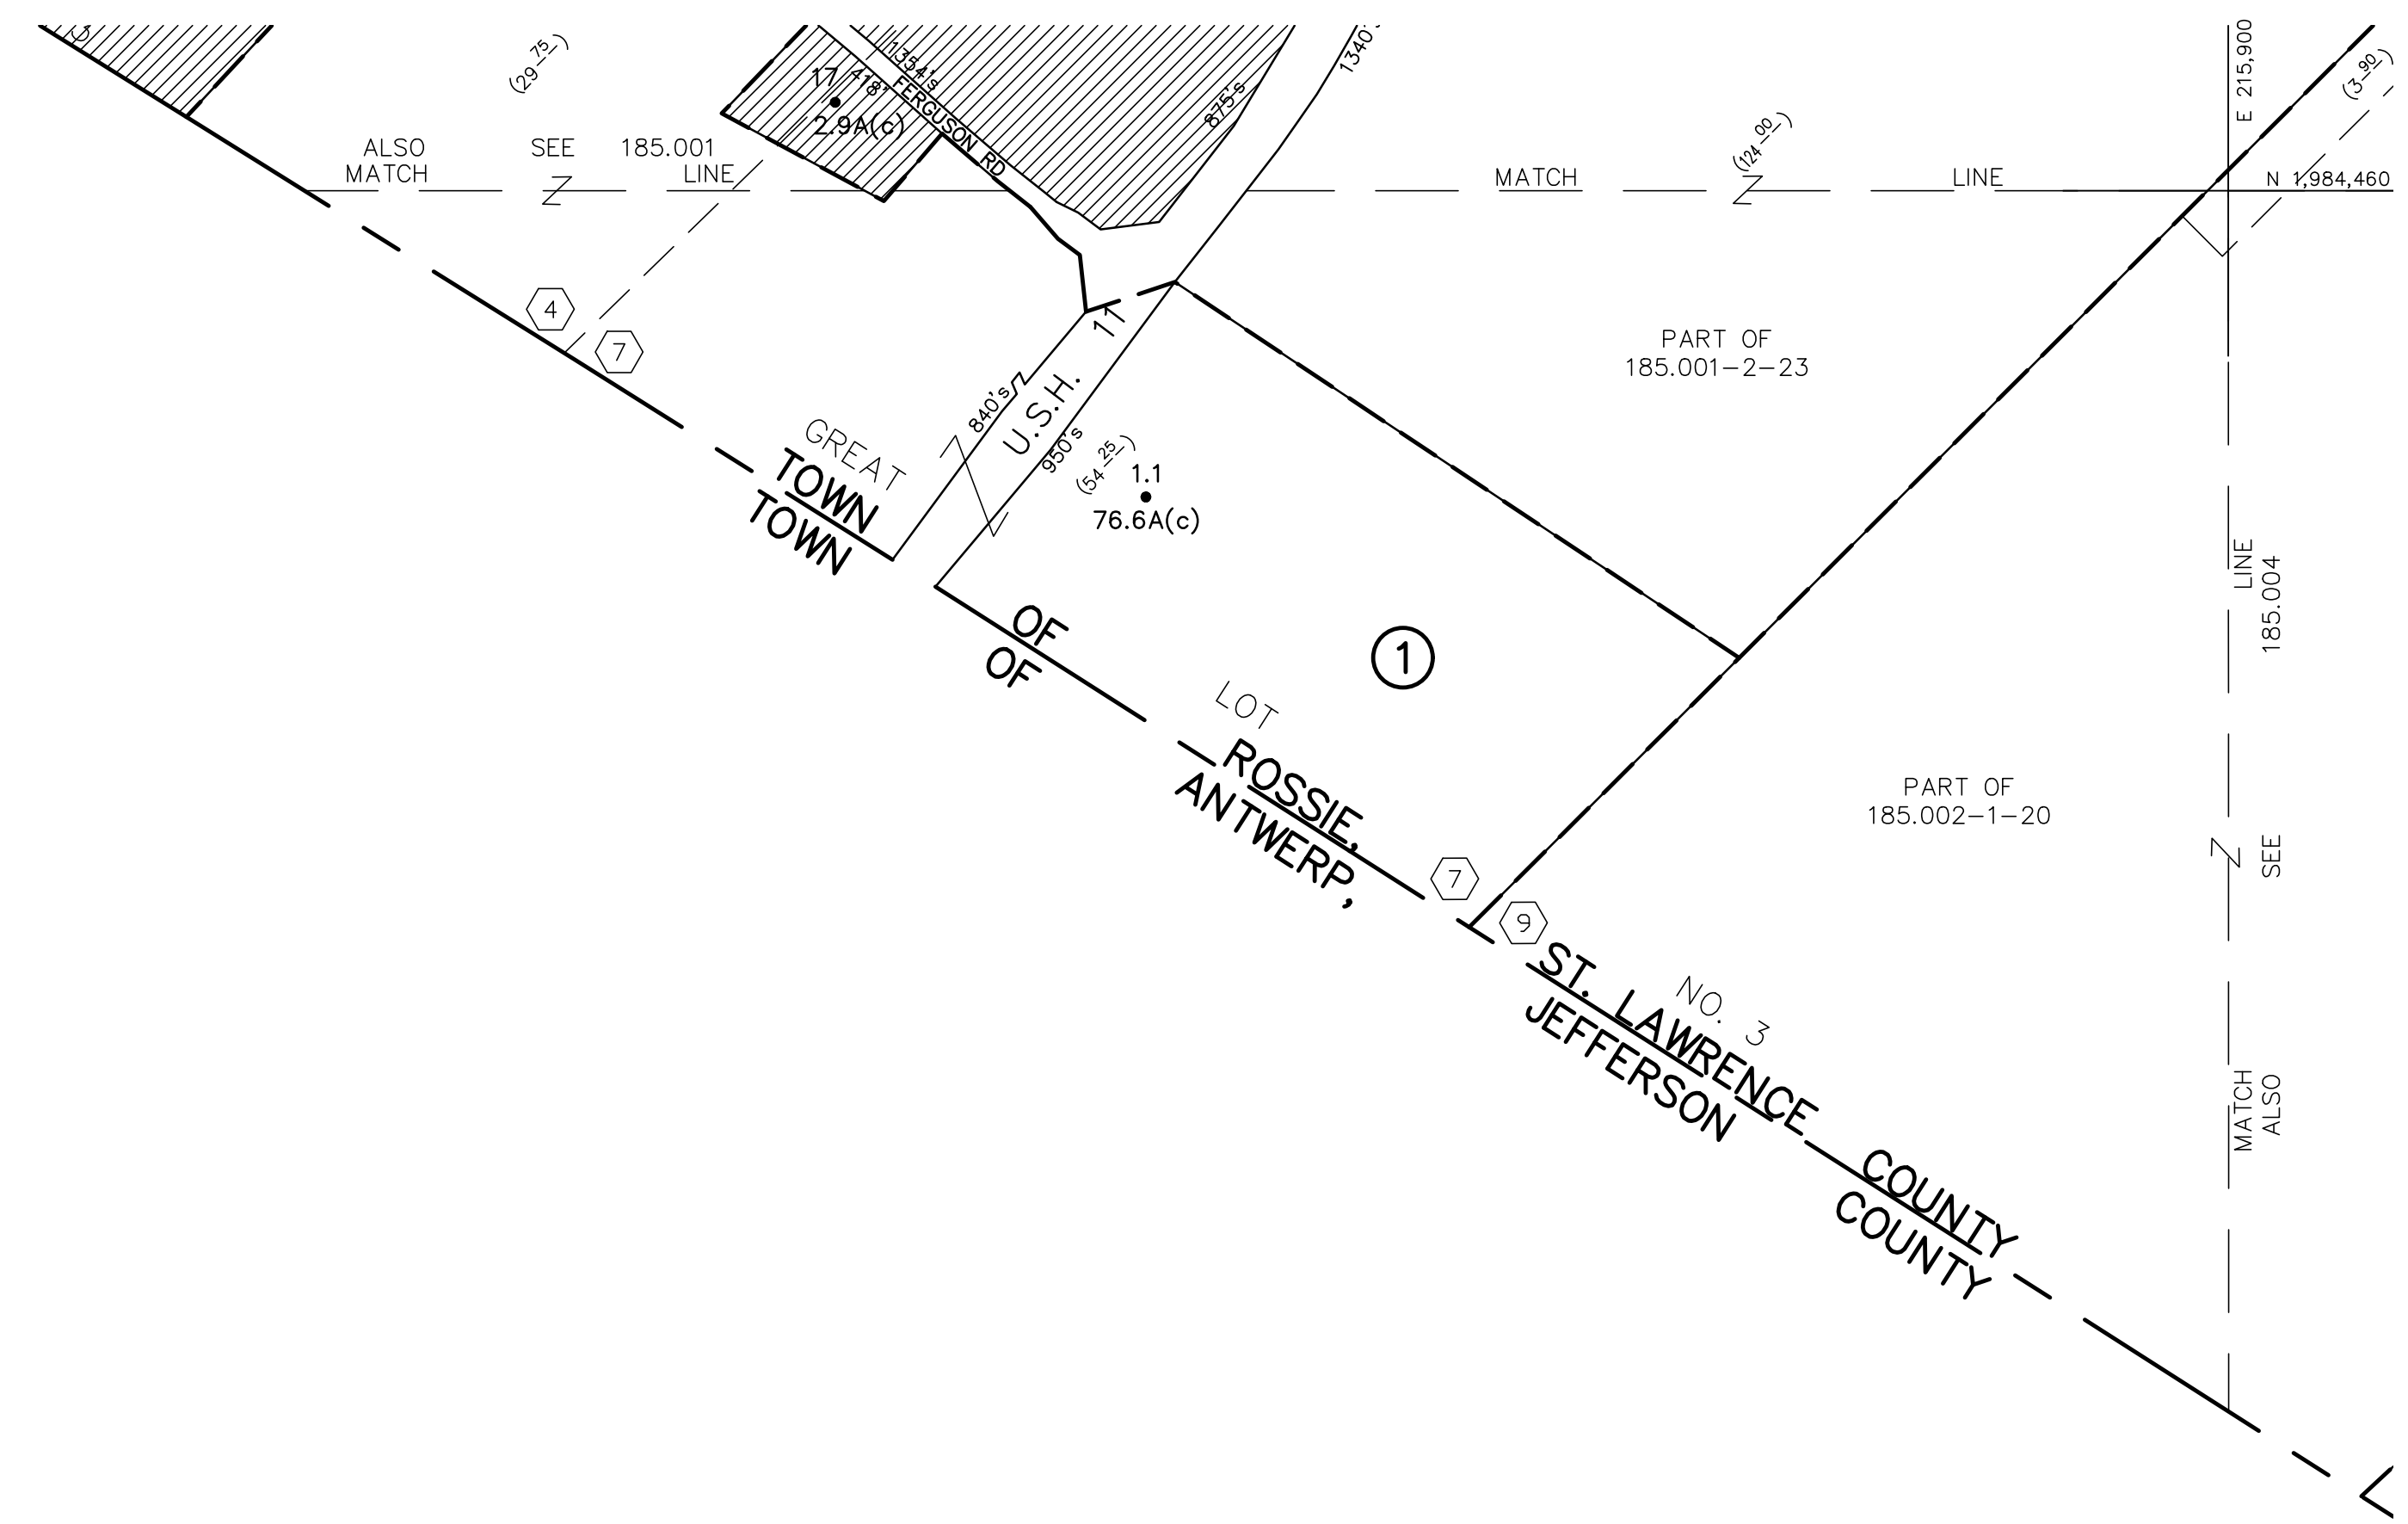 (29 75)
17
418'
2.9A(c)
1354's
FERGUSON RD
875's
1340'
E 215,900
(3 90)
ALSO SEE 185.001
MATCH LINE
(124 00)
MATCH LINE
N 1,984,460
4
7
PART OF
185.001-2-23
GREAT
840's
U.S.H. 11
950's
(54 25)
1.1
76.6A(c)
TOWN
TOWN
OF
OF
1
LOT
ROSSIE,
ANTWERP,
7
9
PART OF
185.002-1-20
NO. 3
ST. LAWRENCE COUNTY
JEFFERSON COUNTY
MATCH LINE
ALSO SEE 185.004